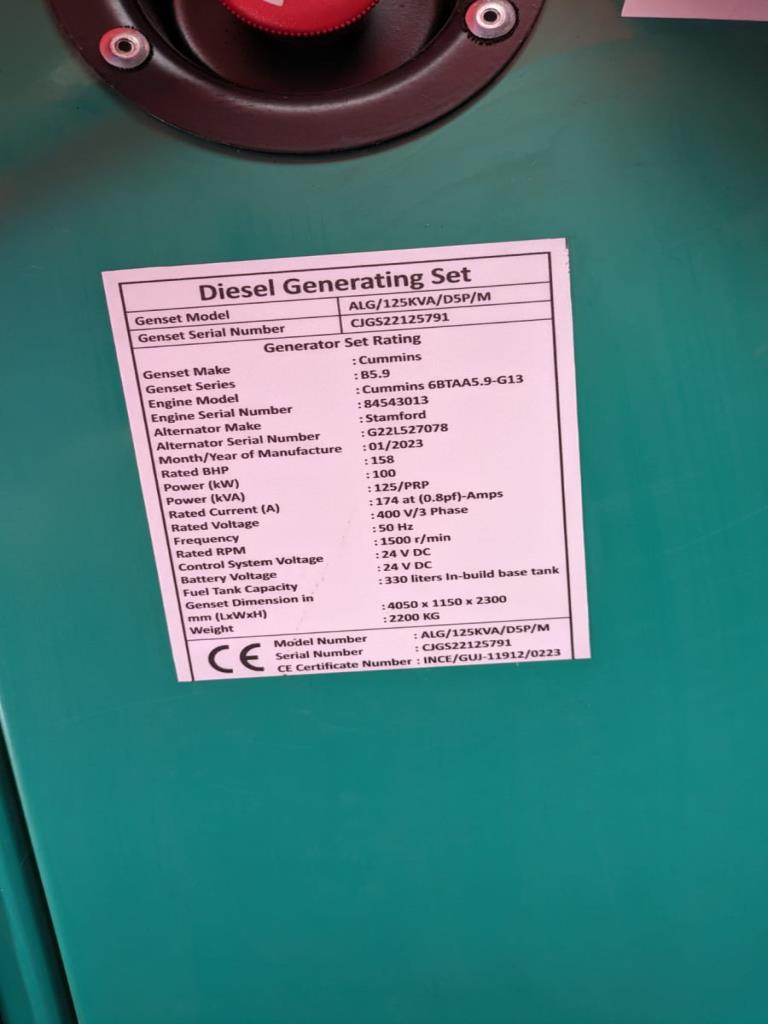 Diesel Generating Set
Genset Model ALG/125KVA/D5P/M
Genset Serial Number CJGS22125791
Generator Set Rating
Genset Make : Cummins
Genset Series : B5.9
Engine Model : Cummins 6BTAA5.9-G13
Engine Serial Number : 84543013
Alternator Make : Stamford
Alternator Serial Number : G22L527078
Month/Year of Manufacture : 01/2023
Rated BHP : 158
Power (kW) : 100
Power (kVA) : 125/PRP
Rated Current (A) : 174 at (0.8pf)-Amps
Rated Voltage : 400 V/3 Phase
Frequency : 50 Hz
Rated RPM : 1500 r/min
Control System Voltage : 24 V DC
Battery Voltage : 24 V DC
Fuel Tank Capacity : 330 liters In-build base tank
Genset Dimension in
mm (LxWxH) : 4050 x 1150 x 2300
Weight : 2200 KG
CE
Model Number : ALG/125KVA/D5P/M
Serial Number : CJGS22125791
CE Certificate Number : INCE/GUJ-11912/0223